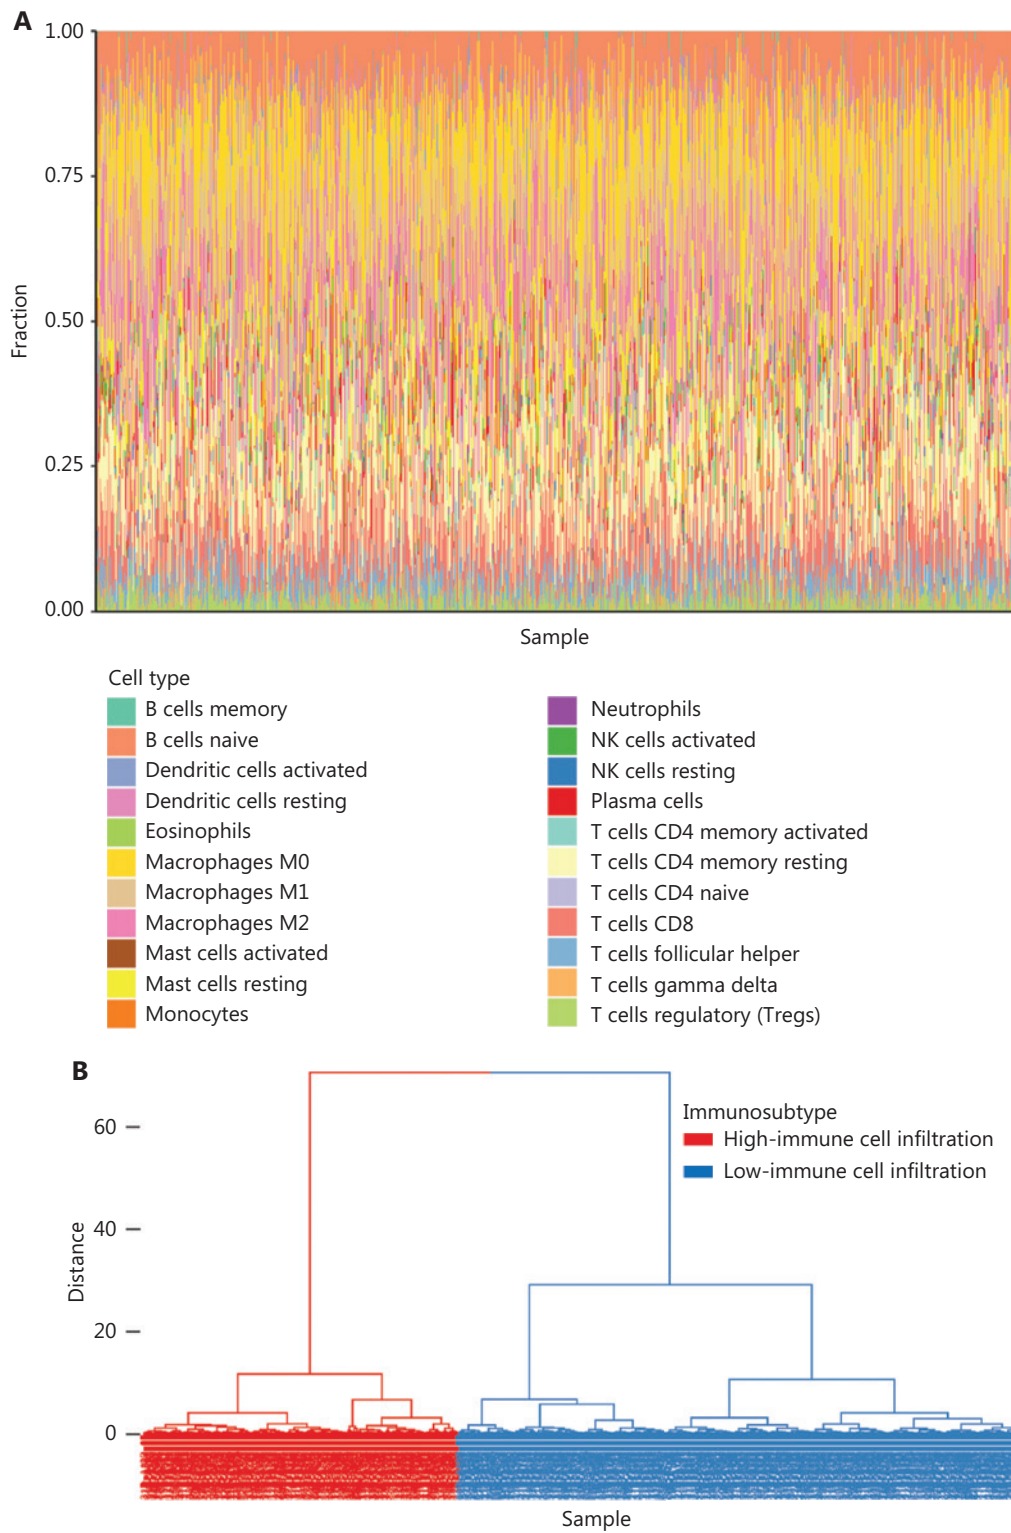 A
1.00
0.75
0.50
0.25
0.00
Fraction
Sample
Cell type
B cells memory
B cells naive
Dendritic cells activated
Dendritic cells resting
Eosinophils
Macrophages M0
Macrophages M1
Macrophages M2
Mast cells activated
Mast cells resting
Monocytes
Neutrophils
NK cells activated
NK cells resting
Plasma cells
T cells CD4 memory activated
T cells CD4 memory resting
T cells CD4 naive
T cells CD8
T cells follicular helper
T cells gamma delta
T cells regulatory (Tregs)
B
60
40
20
0
Distance
Immunosubtype
High-immune cell infiltration
Low-immune cell infiltration
Sample